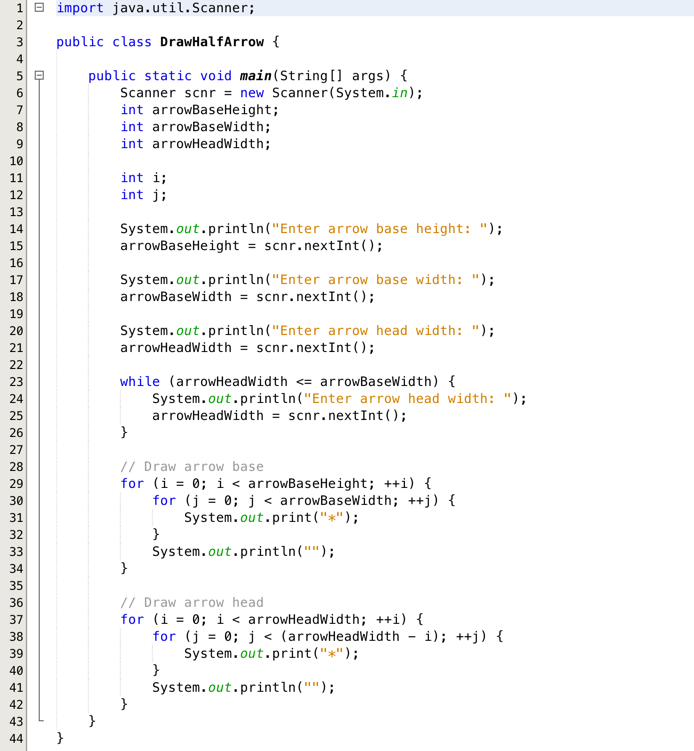 1 import java.util.Scanner;
2
3 public class DrawHalfArrow {
4
5     public static void main(String[] args) {
6         Scanner scnr = new Scanner(System.in);
7         int arrowBaseHeight;
8         int arrowBaseWidth;
9         int arrowHeadWidth;
10
11         int i;
12         int j;
13
14         System.out.println("Enter arrow base height: ");
15         arrowBaseHeight = scnr.nextInt();
16
17         System.out.println("Enter arrow base width: ");
18         arrowBaseWidth = scnr.nextInt();
19
20         System.out.println("Enter arrow head width: ");
21         arrowHeadWidth = scnr.nextInt();
22
23         while (arrowHeadWidth <= arrowBaseWidth) {
24             System.out.println("Enter arrow head width: ");
25             arrowHeadWidth = scnr.nextInt();
26         }
27
28         // Draw arrow base
29         for (i = 0; i < arrowBaseHeight; ++i) {
30             for (j = 0; j < arrowBaseWidth; ++j) {
31                 System.out.print("*");
32             }
33             System.out.println("");
34         }
35
36         // Draw arrow head
37         for (i = 0; i < arrowHeadWidth; ++i) {
38             for (j = 0; j < (arrowHeadWidth - i); ++j) {
39                 System.out.print("*");
40             }
41             System.out.println("");
42         }
43     }
44 }